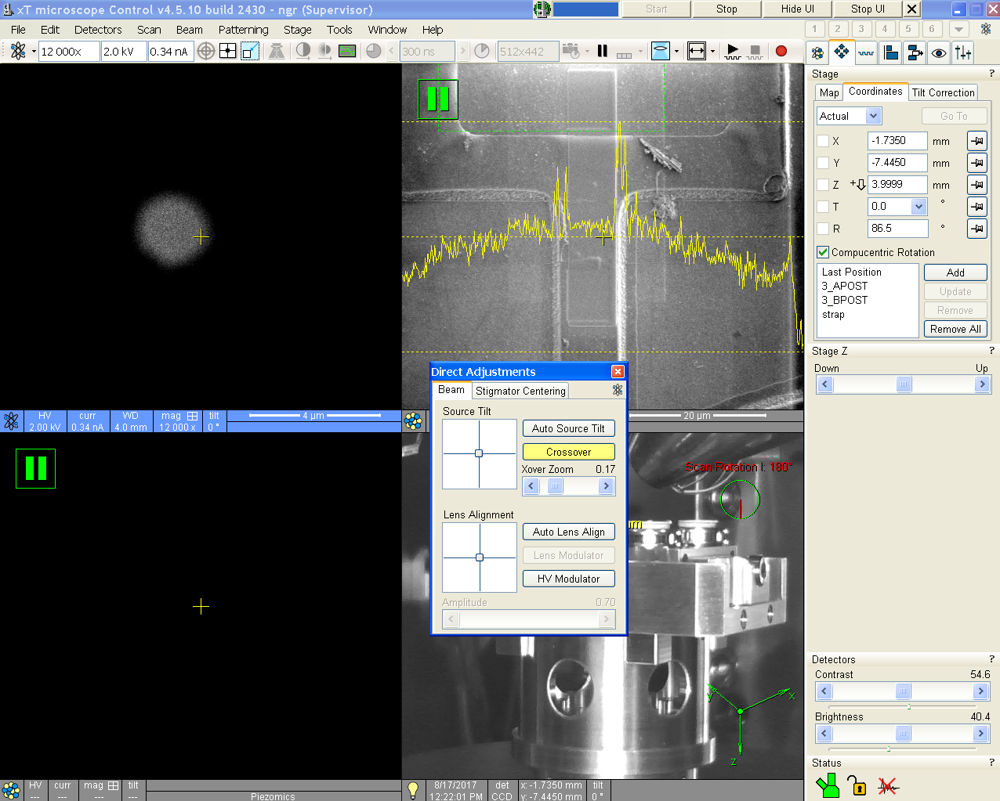 xT microscope Control v4.5.10 build 2430 - ngr (Supervisor)
Start Stop Hide UI Stop UI
File Edit Detectors Scan Beam Patterning Stage Tools Window Help
1 2 3 4 5 6
12 000x 2.0 kV 0.34 nA 300 ns 512x442
Stage ?
Map Coordinates Tilt Correction
Actual Go To
X -1.7350 mm
Y -7.4450 mm
Z 3.9999 mm
T 0.0 °
R 86.5 °
Compucentric Rotation
Last Position
3_APOST
3_BPOST
strap
Add
Update
Remove
Remove All
Stage Z ?
Down Up
Direct Adjustments
Beam Stigmator Centering
Source Tilt
Auto Source Tilt
Crossover
Xover Zoom 0.17
Lens Alignment
Auto Lens Align
Lens Modulator
HV Modulator
Amplitude 0.70
HV curr WD mag tilt
2.00 kV 0.34 nA 4.0 mm 12 000 x 0 °
4 µm
20 µm
Scan Rotation I: 180°
um
y x
z
Detectors ?
Contrast 54.6
Brightness 40.4
Status ?
HV curr mag tilt
--- --- --- ---
Piezomics
8/17/2017 det x: -1.7350 mm tilt
12:22:01 PM CCD y: -7.4450 mm 0 °